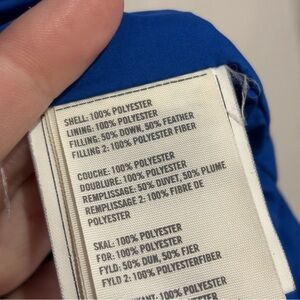 SHELL: 100% POLYESTER
LINING: 100% POLYESTER
FILLING: 50% DOWN, 50% FEATHER
FILLING 2: 100% POLYESTER FIBER
COUCHE: 100% POLYESTER
DOUBLURE: 100% POLYESTER
REMPLISSAGE: 50% DUVET, 50% PLUME
REMPLISSAGE 2: 100% FIBRE DE
POLYESTER
SKAL: 100% POLYESTER
FOR: 100% POLYESTER
FYLD: 50% DUN, 50% FJER
FYLD 2: 100% POLYESTERFIBER